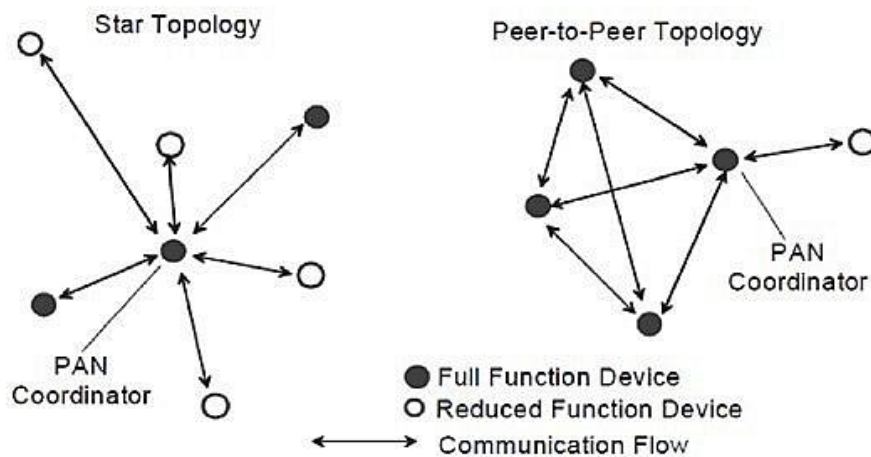 Star Topology
Peer-to-Peer Topology
PAN
Coordinator
PAN
Coordinator
Full Function Device
Reduced Function Device
Communication Flow